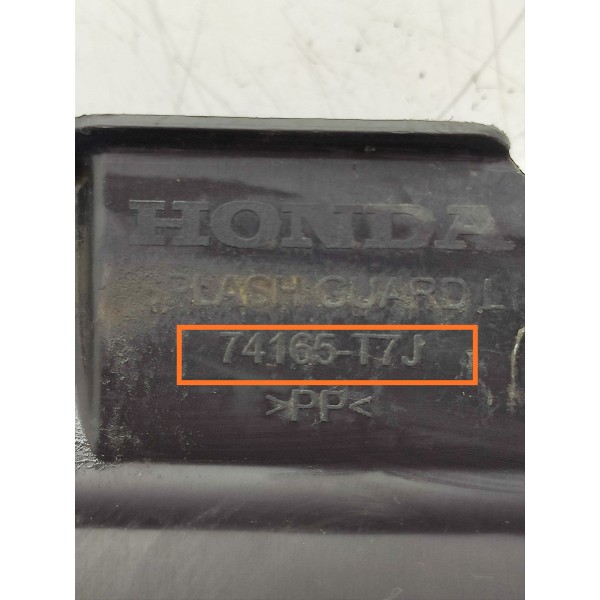 HONDA
SPLASH GUARD L
74165-T7J
>PP<